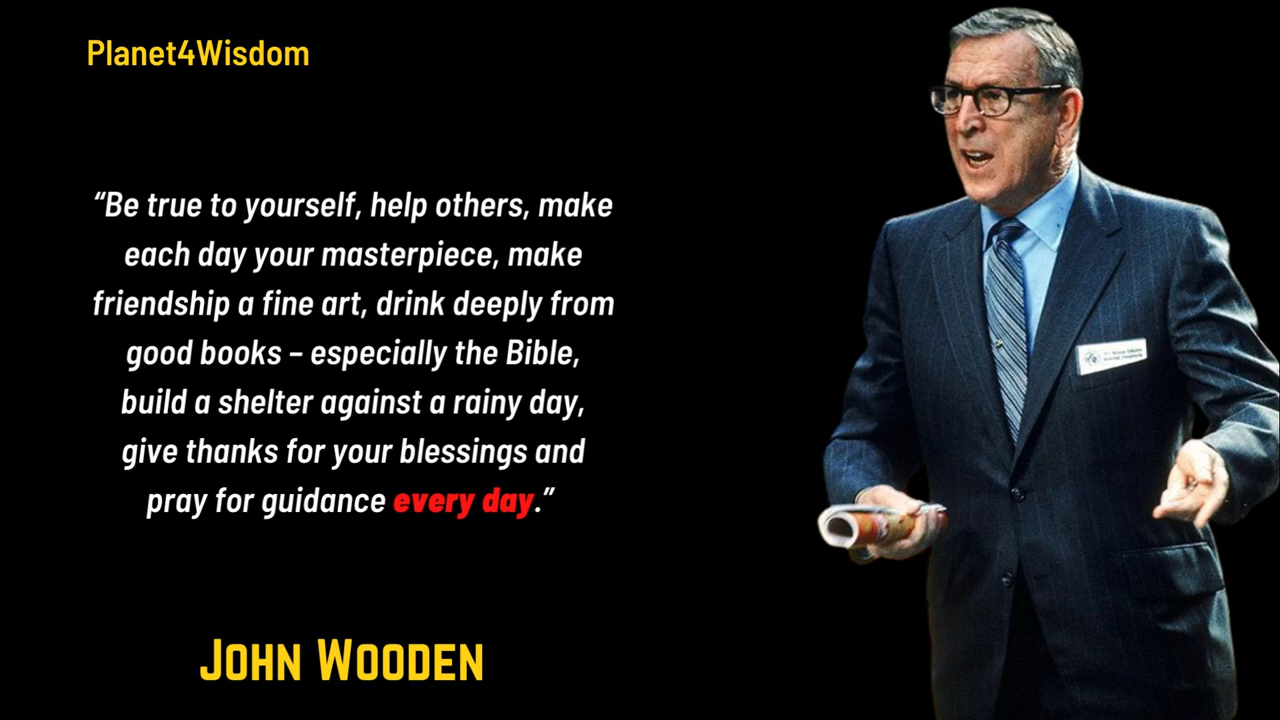 Planet4Wisdom
“Be true to yourself, help others, make
each day your masterpiece, make
friendship a fine art, drink deeply from
good books – especially the Bible,
build a shelter against a rainy day,
give thanks for your blessings and
pray for guidance every day.”
John Wooden